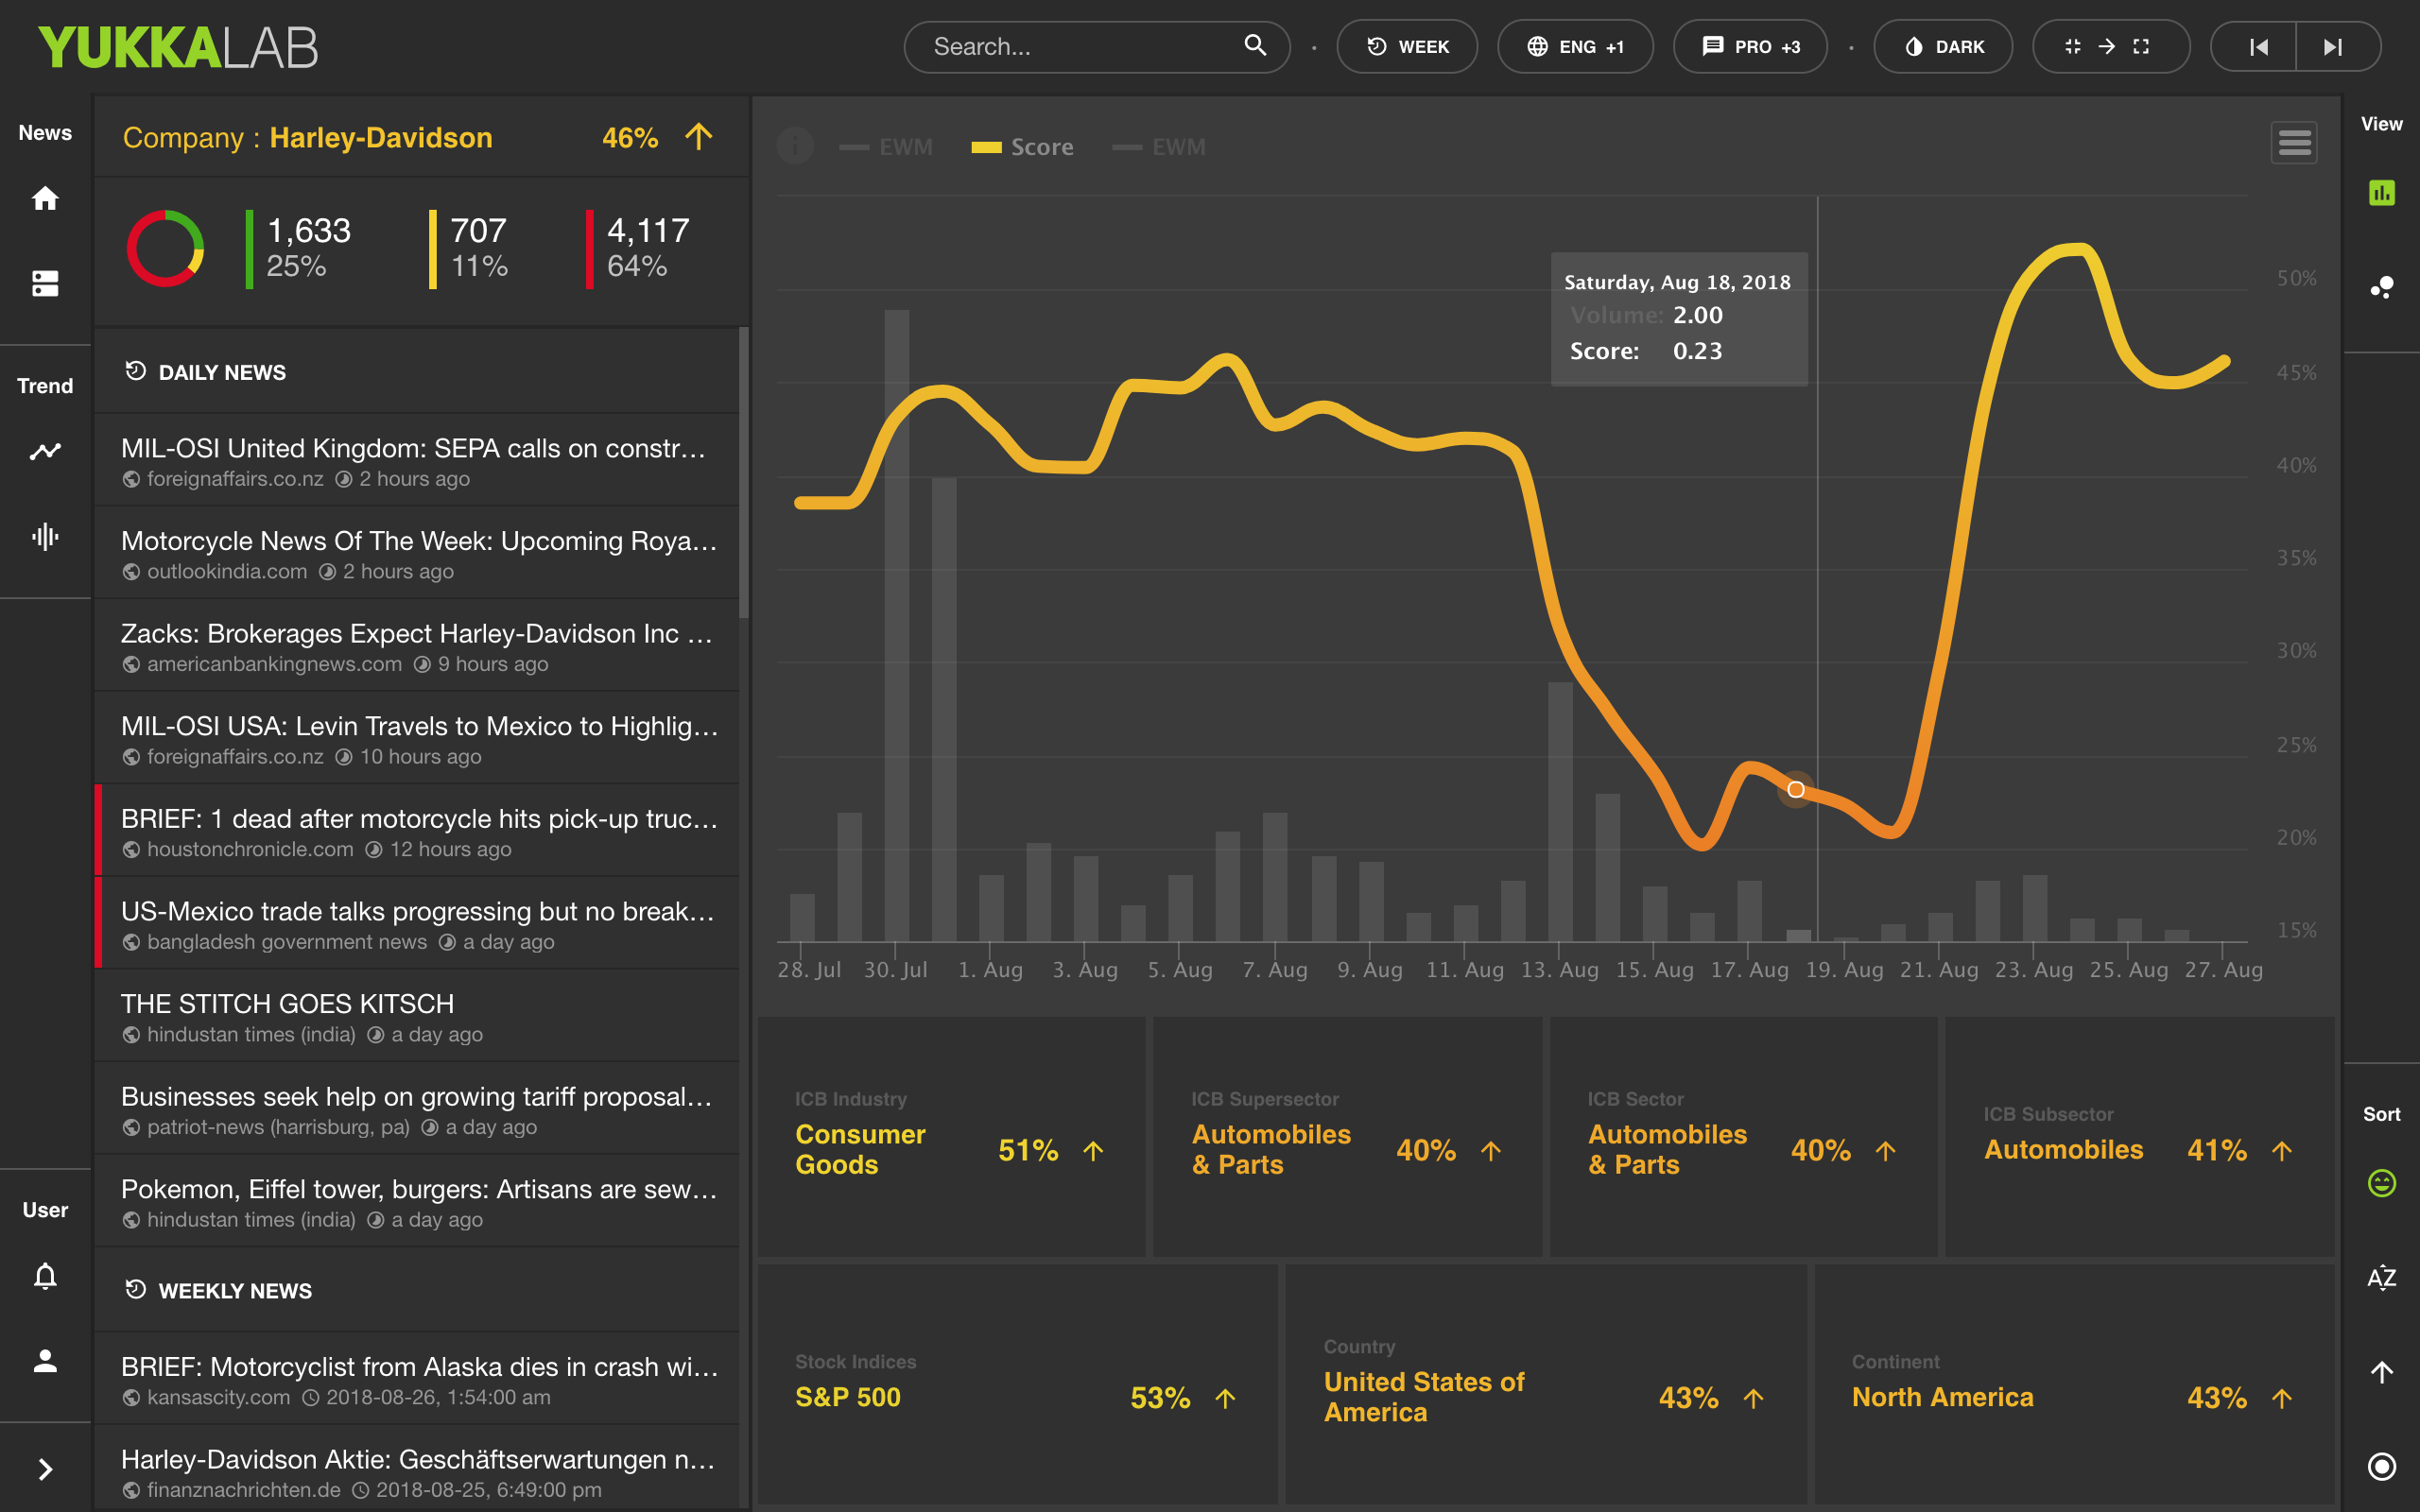 YUKKALAB
Search...
WEEK
ENG +1
PRO +3
DARK
News
Trend
User
Company : Harley-Davidson 46%
1,633
25%
707
11%
4,117
64%
DAILY NEWS
MIL-OSI United Kingdom: SEPA calls on constr…
foreignaffairs.co.nz 2 hours ago
Motorcycle News Of The Week: Upcoming Roya…
outlookindia.com 2 hours ago
Zacks: Brokerages Expect Harley-Davidson Inc …
americanbankingnews.com 9 hours ago
MIL-OSI USA: Levin Travels to Mexico to Highlig…
foreignaffairs.co.nz 10 hours ago
BRIEF: 1 dead after motorcycle hits pick-up truc…
houstonchronicle.com 12 hours ago
US-Mexico trade talks progressing but no break…
bangladesh government news a day ago
THE STITCH GOES KITSCH
hindustan times (india) a day ago
Businesses seek help on growing tariff proposal…
patriot-news (harrisburg, pa) a day ago
Pokemon, Eiffel tower, burgers: Artisans are sew…
hindustan times (india) a day ago
WEEKLY NEWS
BRIEF: Motorcyclist from Alaska dies in crash wi…
kansascity.com 2018-08-26, 1:54:00 am
Harley-Davidson Aktie: Geschäftserwartungen n…
finanznachrichten.de 2018-08-25, 6:49:00 pm
EWM Score EWM
Saturday, Aug 18, 2018
Volume: 2.00
Score: 0.23
50%
45%
40%
35%
30%
25%
20%
15%
28. Jul 30. Jul 1. Aug 3. Aug 5. Aug 7. Aug 9. Aug 11. Aug 13. Aug 15. Aug 17. Aug 19. Aug 21. Aug 23. Aug 25. Aug 27. Aug
ICB Industry
Consumer
Goods
51%
ICB Supersector
Automobiles
& Parts
40%
ICB Sector
Automobiles
& Parts
40%
ICB Subsector
Automobiles
41%
Stock Indices
S&P 500
53%
Country
United States of
America
43%
Continent
North America
43%
View
Sort
AZ